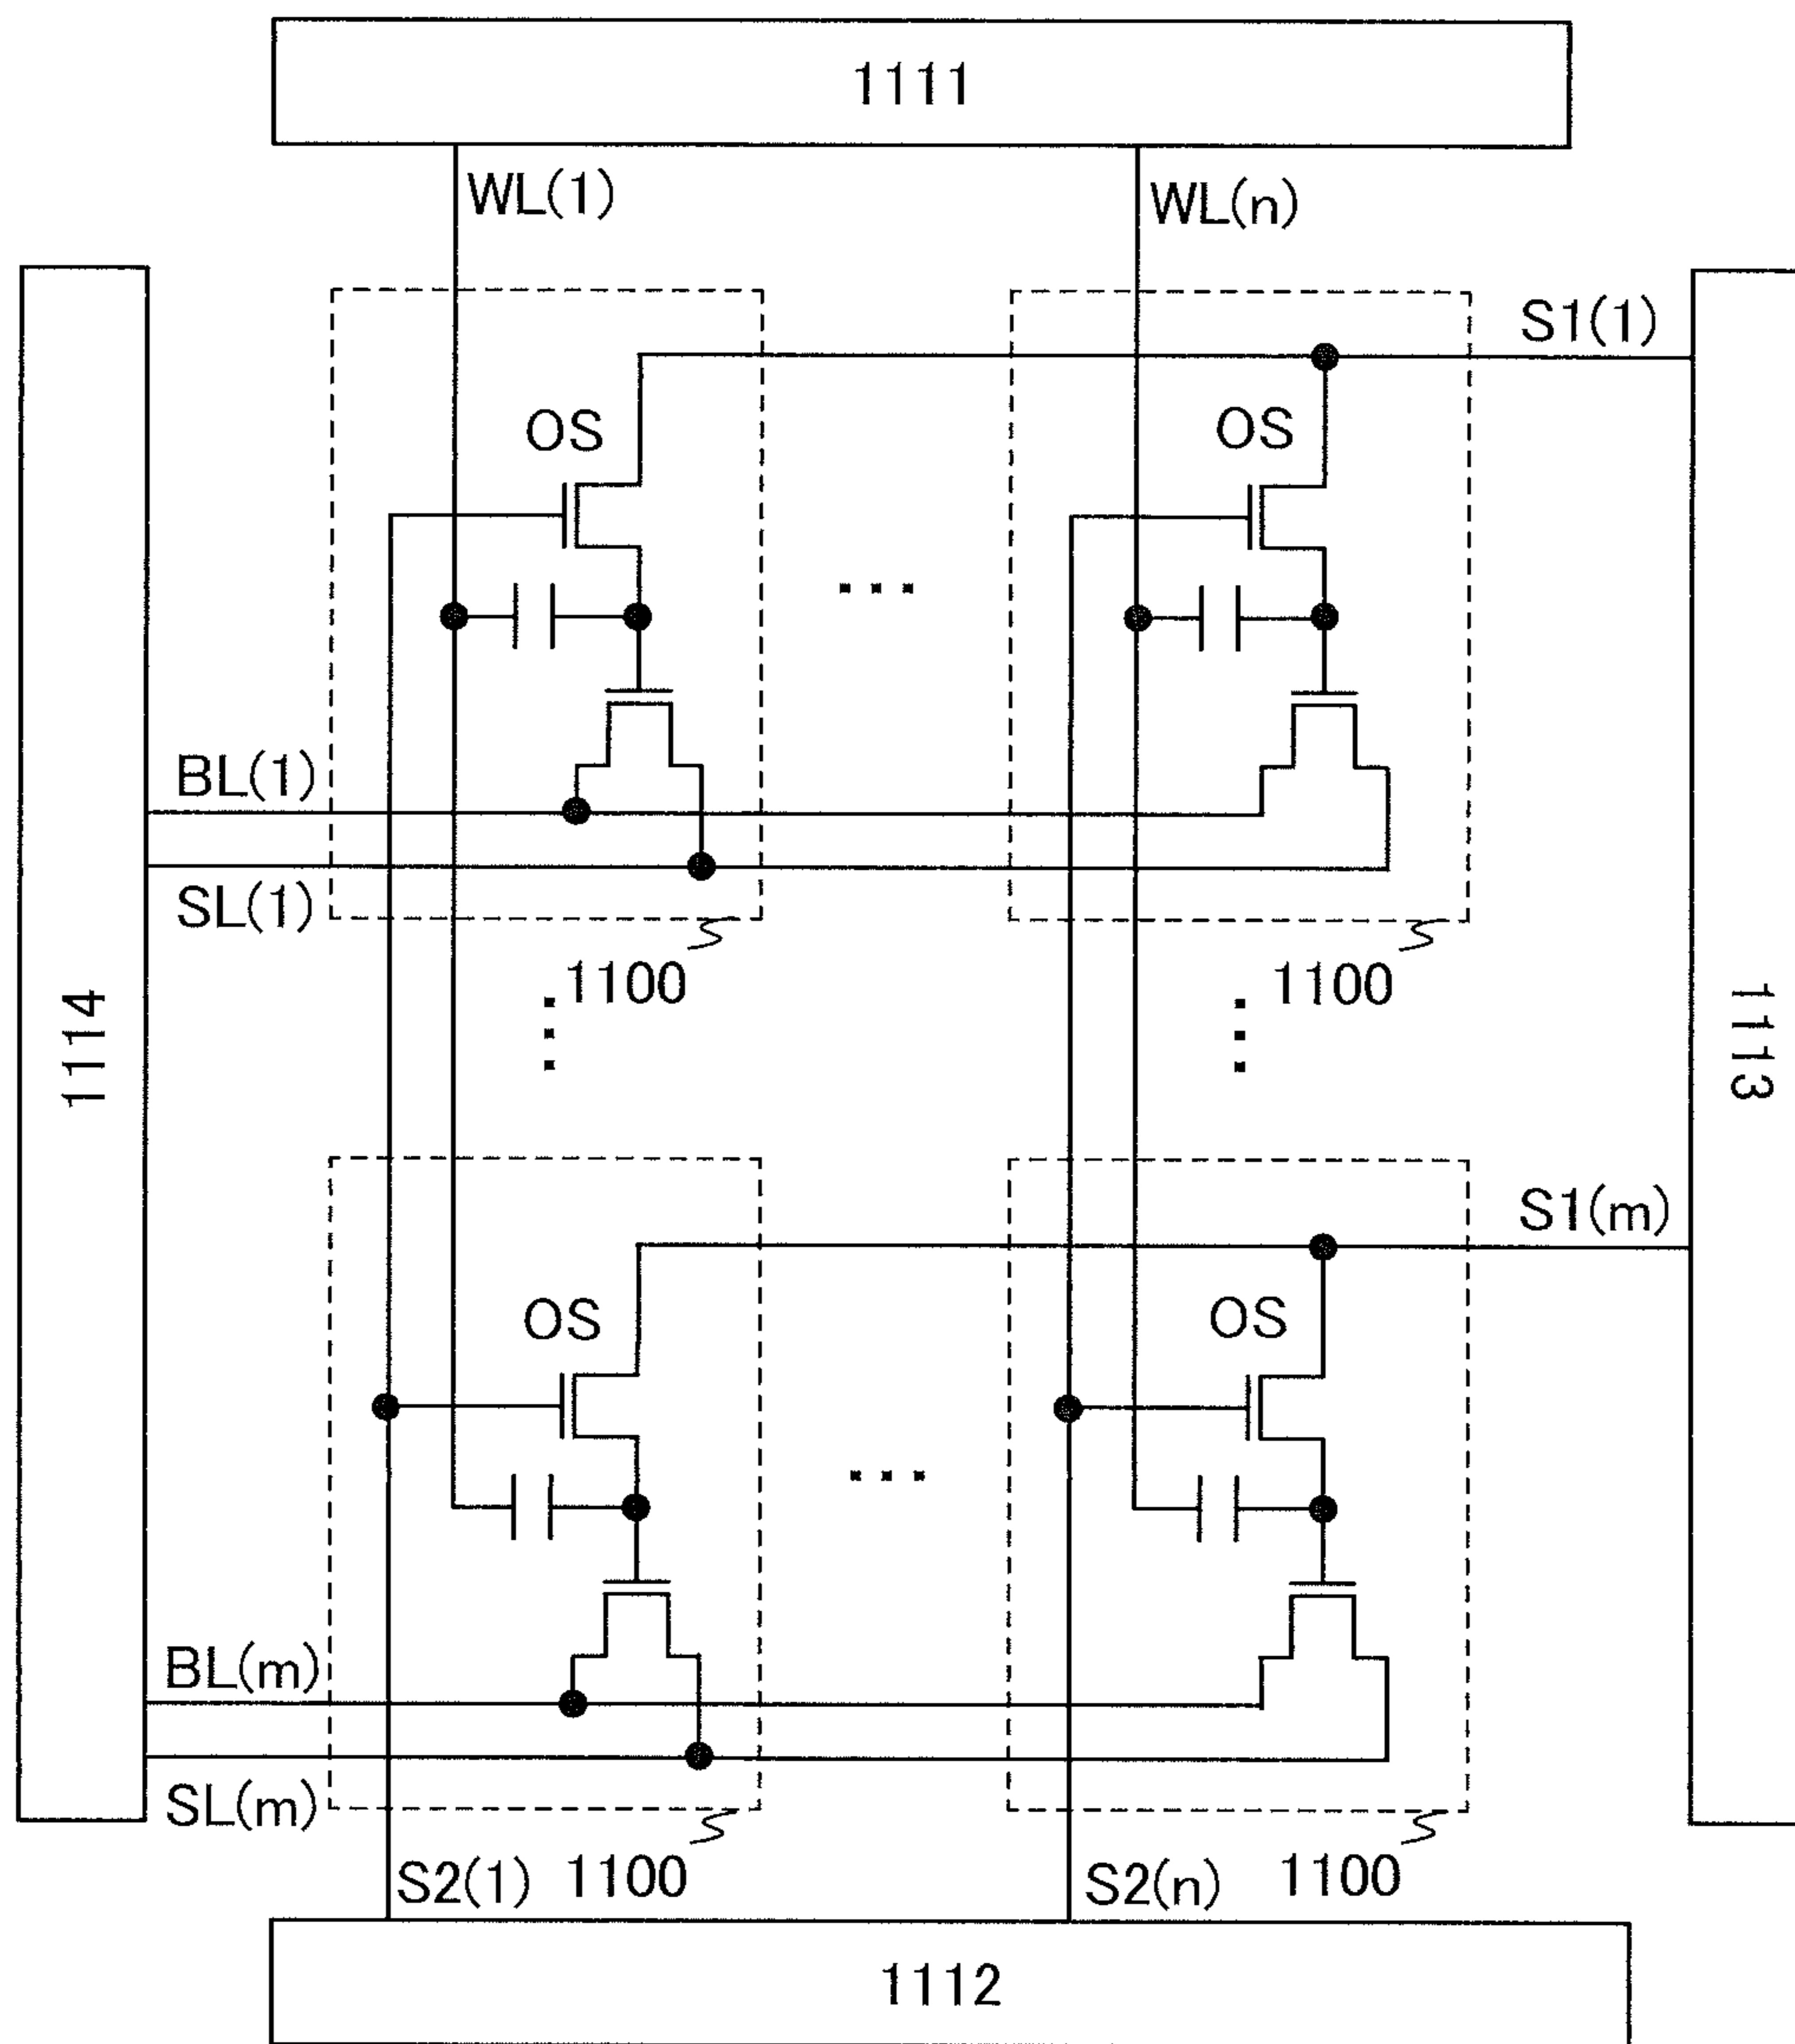 1111
WL(1)
WL(n)
S1(1)
OS
OS
BL(1)
SL(1)
1100
1100
1114
1113
S1(m)
OS
OS
BL(m)
SL(m)
S2(1)
1100
S2(n)
1100
1112